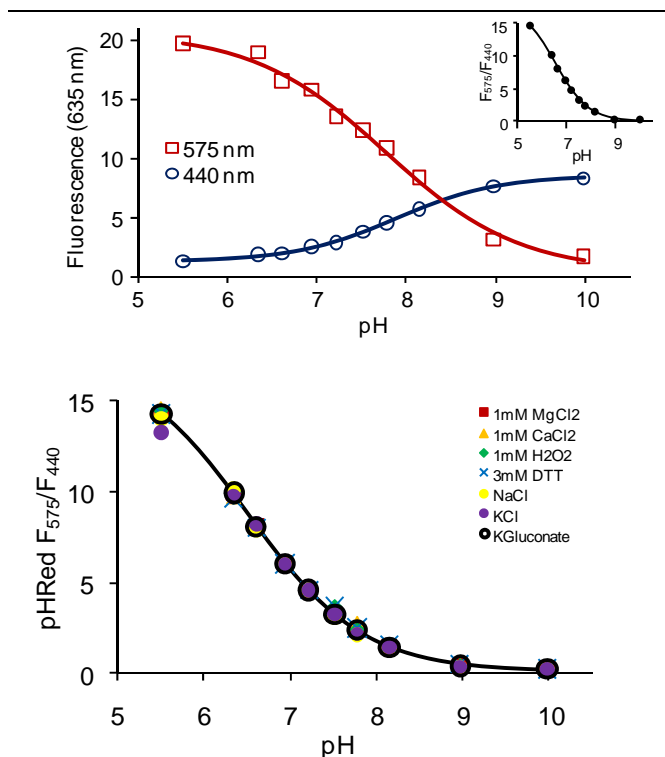 20
15
10
5
0
Fluorescence (635 nm)
575 nm
440 nm
5 6 7 8 9 10
pH
15
10
5
0
F575/F440
5 7 9
pH
15
10
5
0
pHRed F575/F440
1mM MgCl2
1mM CaCl2
1mM H2O2
3mM DTT
NaCl
KCl
KGluconate
5 6 7 8 9 10
pH